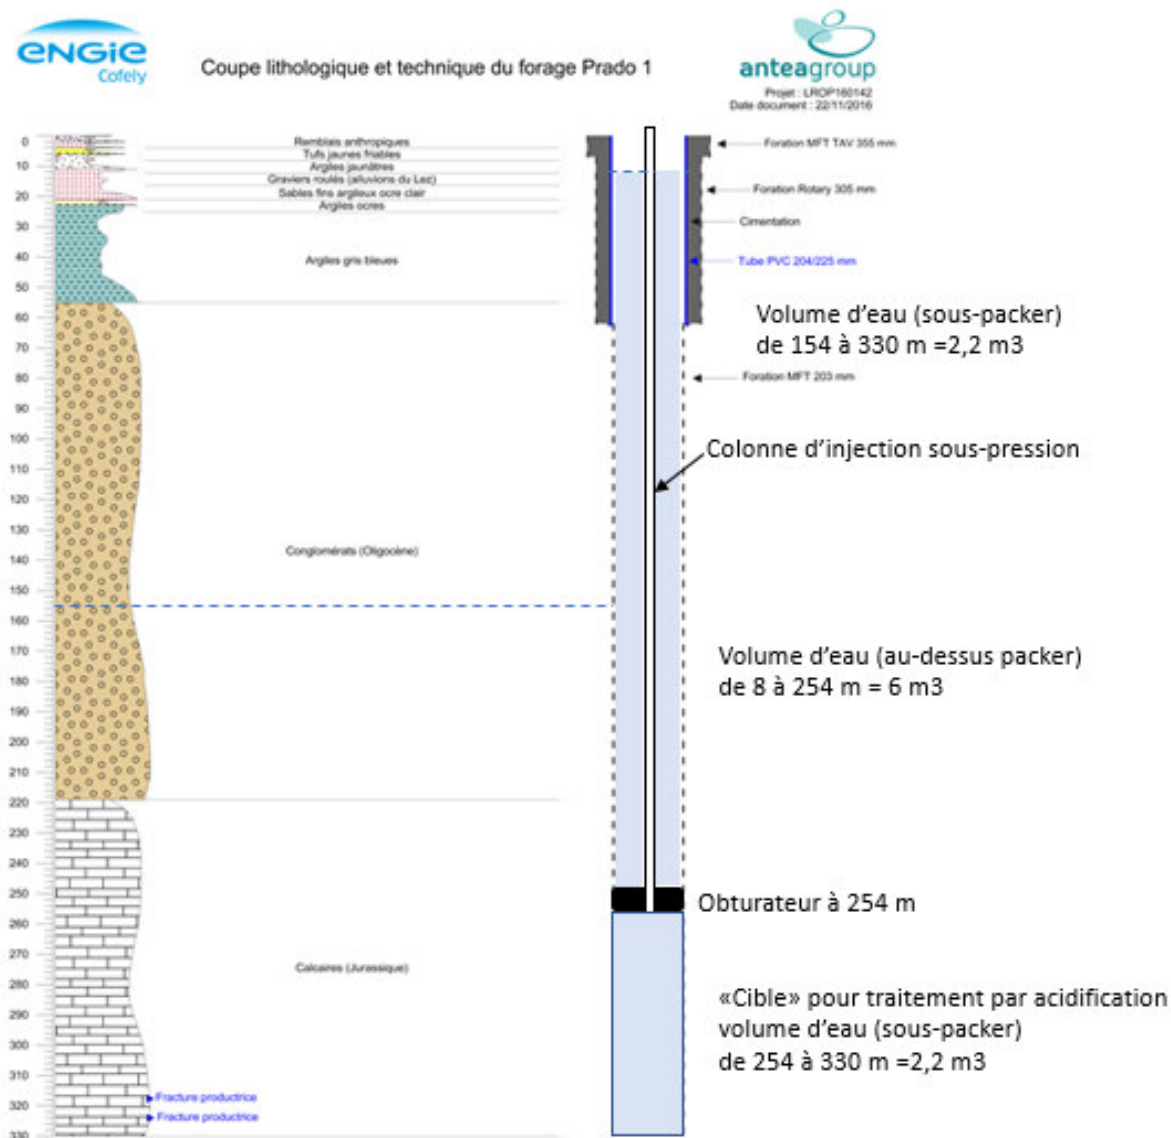 ENGiE
Cofely
Coupe lithologique et technique du forage Prado 1
anteagroup
Projet : LROP160142
Date document : 22/11/2016
0
10
20
30
40
50
60
70
80
90
100
110
120
130
140
150
160
170
180
190
200
210
220
230
240
250
260
270
280
290
300
310
320
330
Remblais anthropiques
Tufs jaunes friables
Argiles jaunâtres
Graviers roulés (alluvions du Lez)
Sables fins argileux ocre clair
Argiles ocres
Argiles gris bleues
Conglomérats (Oligocène)
Calcaires (Jurassique)
Fracture productrice
Fracture productrice
Foration MFT TAV 355 mm
Foration Rotary 305 mm
Cimentation
Tube PVC 204/225 mm
Volume d'eau (sous-packer)
de 154 à 330 m =2,2 m3
Foration MFT 203 mm
Colonne d'injection sous-pression
Volume d'eau (au-dessus packer)
de 8 à 254 m = 6 m3
Obturateur à 254 m
«Cible» pour traitement par acidification
volume d'eau (sous-packer)
de 254 à 330 m =2,2 m3